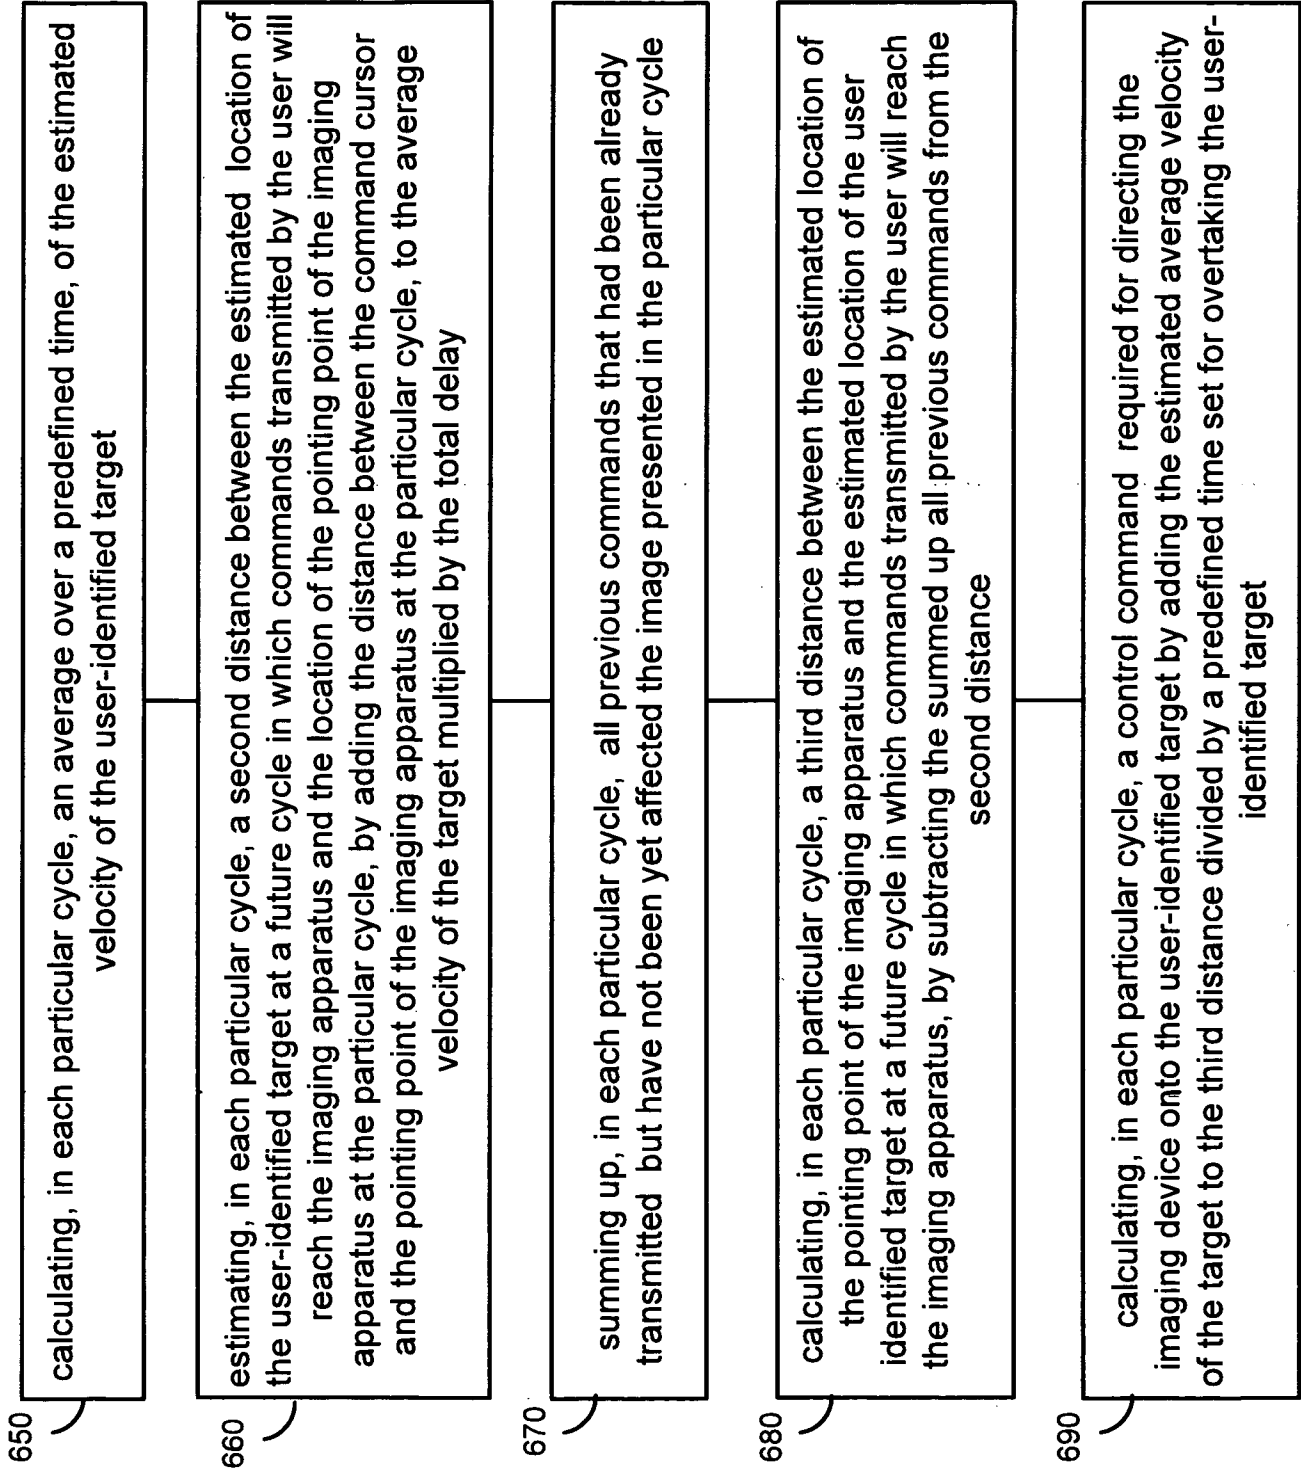 650
calculating, in each particular cycle, an average over a predefined time, of the estimated
velocity of the user-identified target
660
estimating, in each particular cycle, a second distance between the estimated location of
the user-identified target at a future cycle in which commands transmitted by the user will
reach the imaging apparatus and the location of the pointing point of the imaging
apparatus at the particular cycle, by adding the distance between the command cursor
and the pointing point of the imaging apparatus at the particular cycle, to the average
velocity of the target multiplied by the total delay
670
summing up, in each particular cycle, all previous commands that had been already
transmitted but have not been yet affected the image presented in the particular cycle
680
calculating, in each particular cycle, a third distance between the estimated location of
the pointing point of the imaging apparatus and the estimated location of the user
identified target at a future cycle in which commands transmitted by the user will reach
the imaging apparatus, by subtracting the summed up all previous commands from the
second distance
690
calculating, in each particular cycle, a control command required for directing the
imaging device onto the user-identified target by adding the estimated average velocity
of the target to the third distance divided by a predefined time set for overtaking the user-
identified target